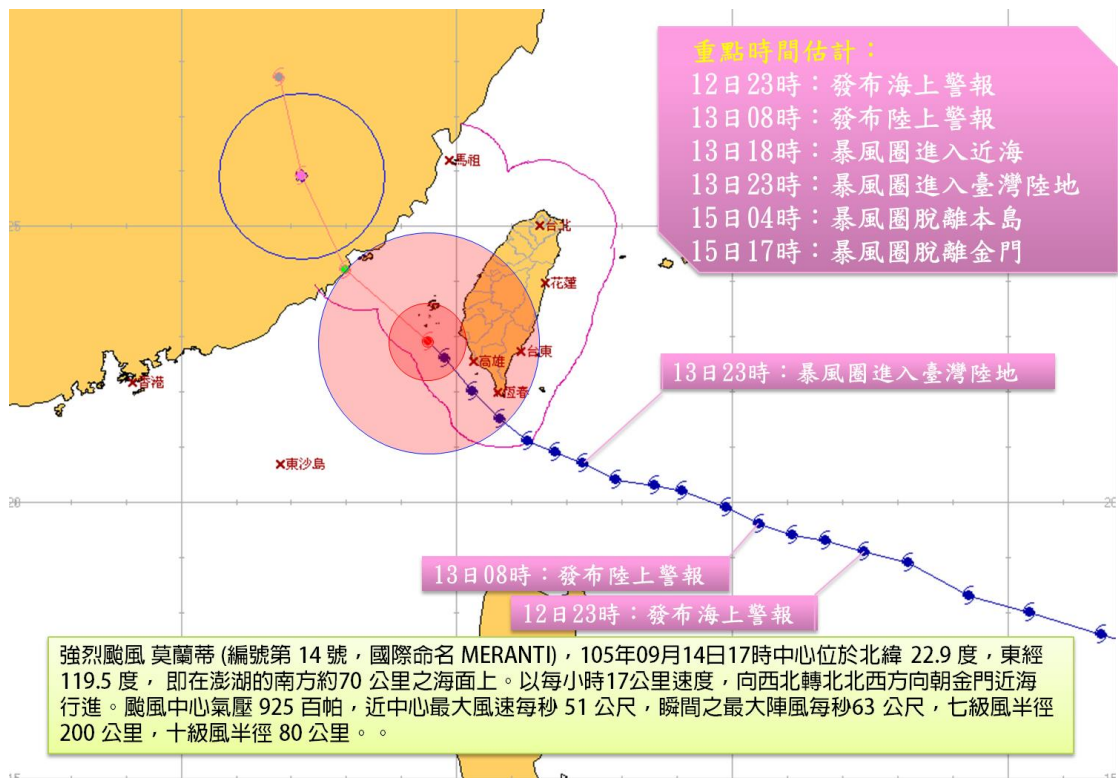 重點時間估計：
12日23時：發布海上警報
13日08時：發布陸上警報
13日18時：暴風圈進入近海
13日23時：暴風圈進入臺灣陸地
15日04時：暴風圈脫離本島
15日17時：暴風圈脫離金門
馬祖
25
台北
花蓮
台東
高雄
恆春
香港
東沙島
13日23時：暴風圈進入臺灣陸地
20
20
13日08時：發布陸上警報
12日23時：發布海上警報
強烈颱風 莫蘭蒂 (編號第 14 號，國際命名 MERANTI)，105年09月14日17時中心位於北緯 22.9 度，東經
119.5 度， 即在澎湖的南方約70 公里之海面上。以每小時17公里速度，向西北轉北北西方向朝金門近海
行進。颱風中心氣壓 925 百帕，近中心最大風速每秒 51 公尺，瞬間之最大陣風每秒63 公尺，七級風半徑
200 公里，十級風半徑 80 公里。。
15
15